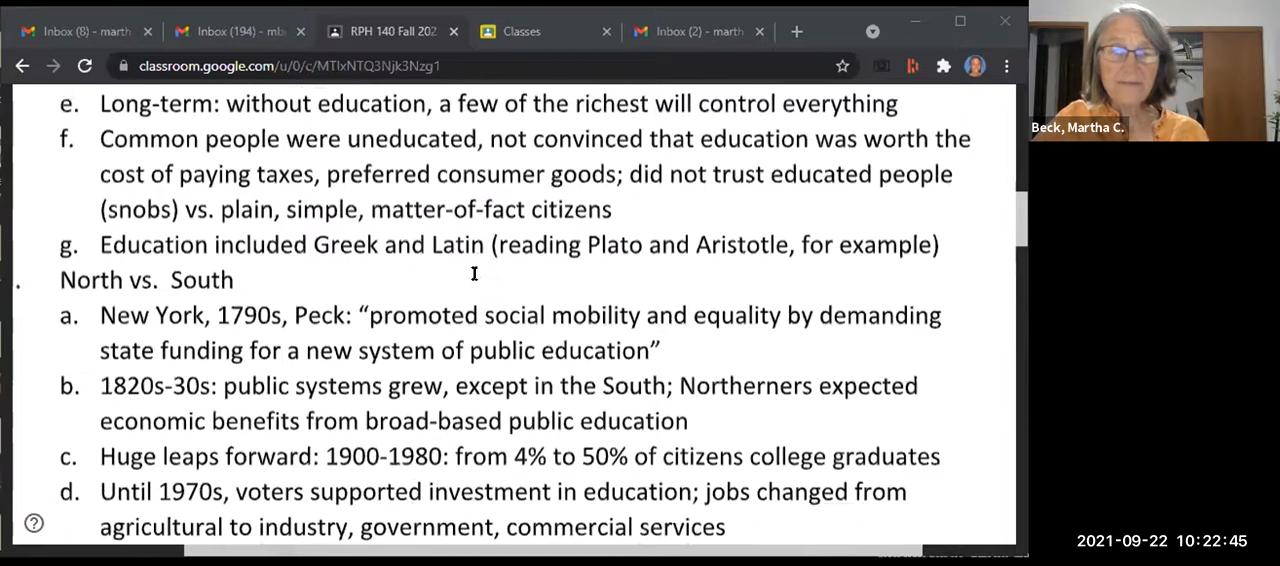 Inbox (8) - marth
Inbox (194) - mb
RPH 140 Fall 202
Classes
Inbox (2) - marth
classroom.google.com/u/0/c/MTIxNTQ3Njk3Nzg1
Beck, Martha C.
e. Long-term: without education, a few of the richest will control everything
f. Common people were uneducated, not convinced that education was worth the
cost of paying taxes, preferred consumer goods; did not trust educated people
(snobs) vs. plain, simple, matter-of-fact citizens
g. Education included Greek and Latin (reading Plato and Aristotle, for example)
. North vs. South
a. New York, 1790s, Peck: “promoted social mobility and equality by demanding
state funding for a new system of public education”
b. 1820s-30s: public systems grew, except in the South; Northerners expected
economic benefits from broad-based public education
c. Huge leaps forward: 1900-1980: from 4% to 50% of citizens college graduates
d. Until 1970s, voters supported investment in education; jobs changed from
agricultural to industry, government, commercial services
2021-09-22 10:22:45